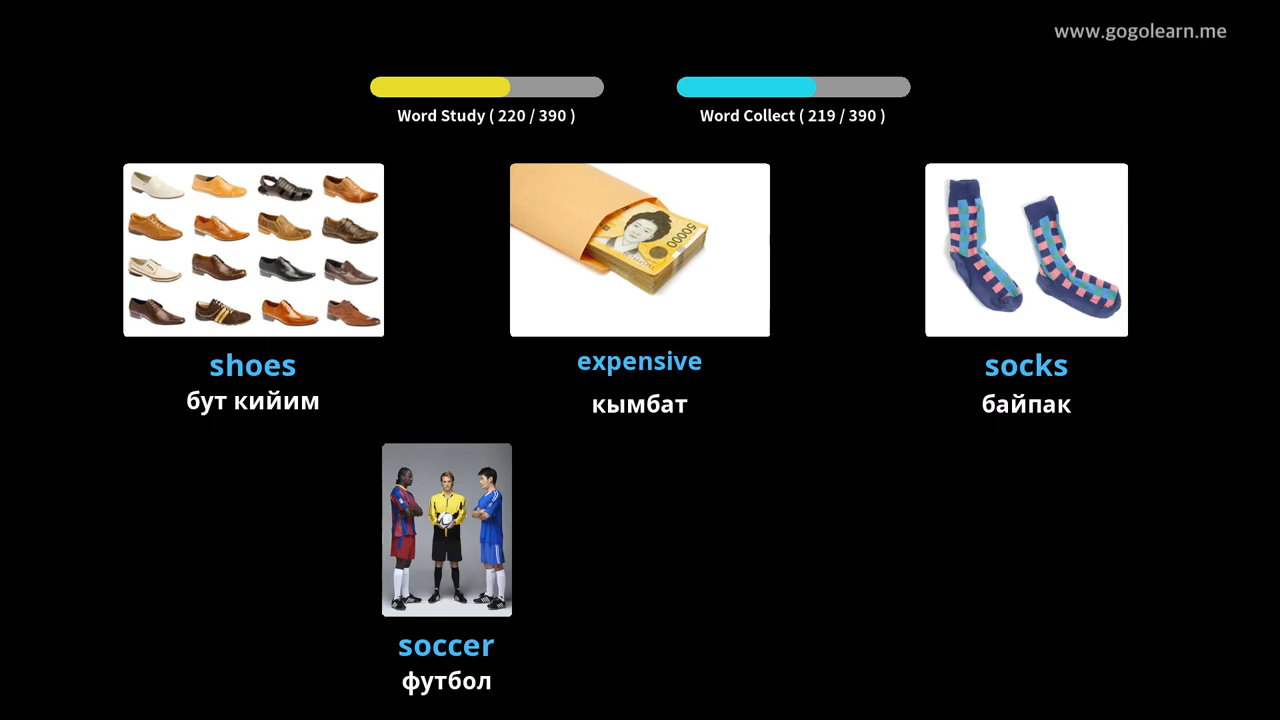 www.gogolearn.me
Word Study ( 220 / 390 )
Word Collect ( 219 / 390 )
50000
shoes
бут кийим
expensive
кымбат
socks
байпак
soccer
футбол